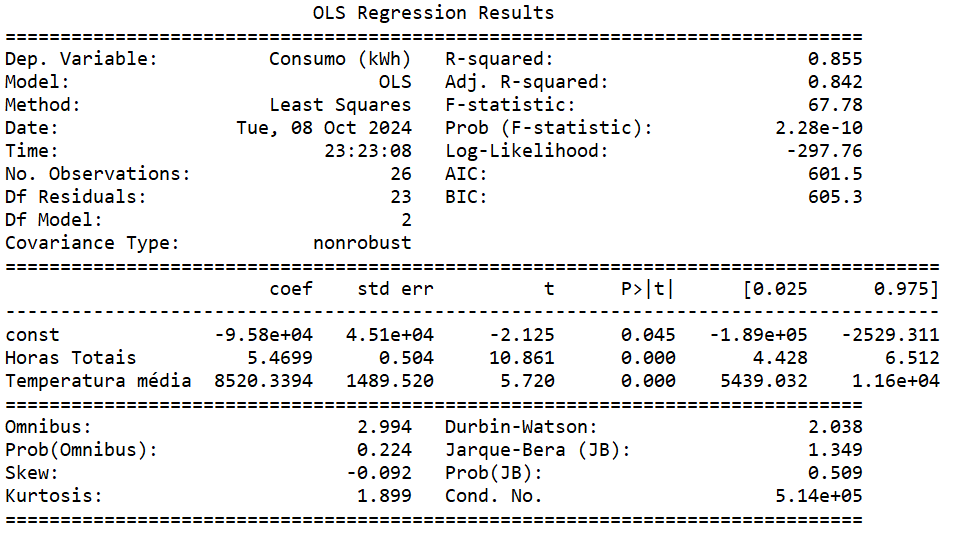 OLS Regression Results
==============================================================================
Dep. Variable: Consumo (kWh) R-squared: 0.855
Model: OLS Adj. R-squared: 0.842
Method: Least Squares F-statistic: 67.78
Date: Tue, 08 Oct 2024 Prob (F-statistic): 2.28e-10
Time: 23:23:08 Log-Likelihood: -297.76
No. Observations: 26 AIC: 601.5
Df Residuals: 23 BIC: 605.3
Df Model: 2
Covariance Type: nonrobust
=====================================================================================
coef std err t P>|t| [0.025 0.975]
-------------------------------------------------------------------------------------
const -9.58e+04 4.51e+04 -2.125 0.045 -1.89e+05 -2529.311
Horas Totais 5.4699 0.504 10.861 0.000 4.428 6.512
Temperatura média 8520.3394 1489.520 5.720 0.000 5439.032 1.16e+04
==============================================================================
Omnibus: 2.994 Durbin-Watson: 2.038
Prob(Omnibus): 0.224 Jarque-Bera (JB): 1.349
Skew: -0.092 Prob(JB): 0.509
Kurtosis: 1.899 Cond. No. 5.14e+05
==============================================================================